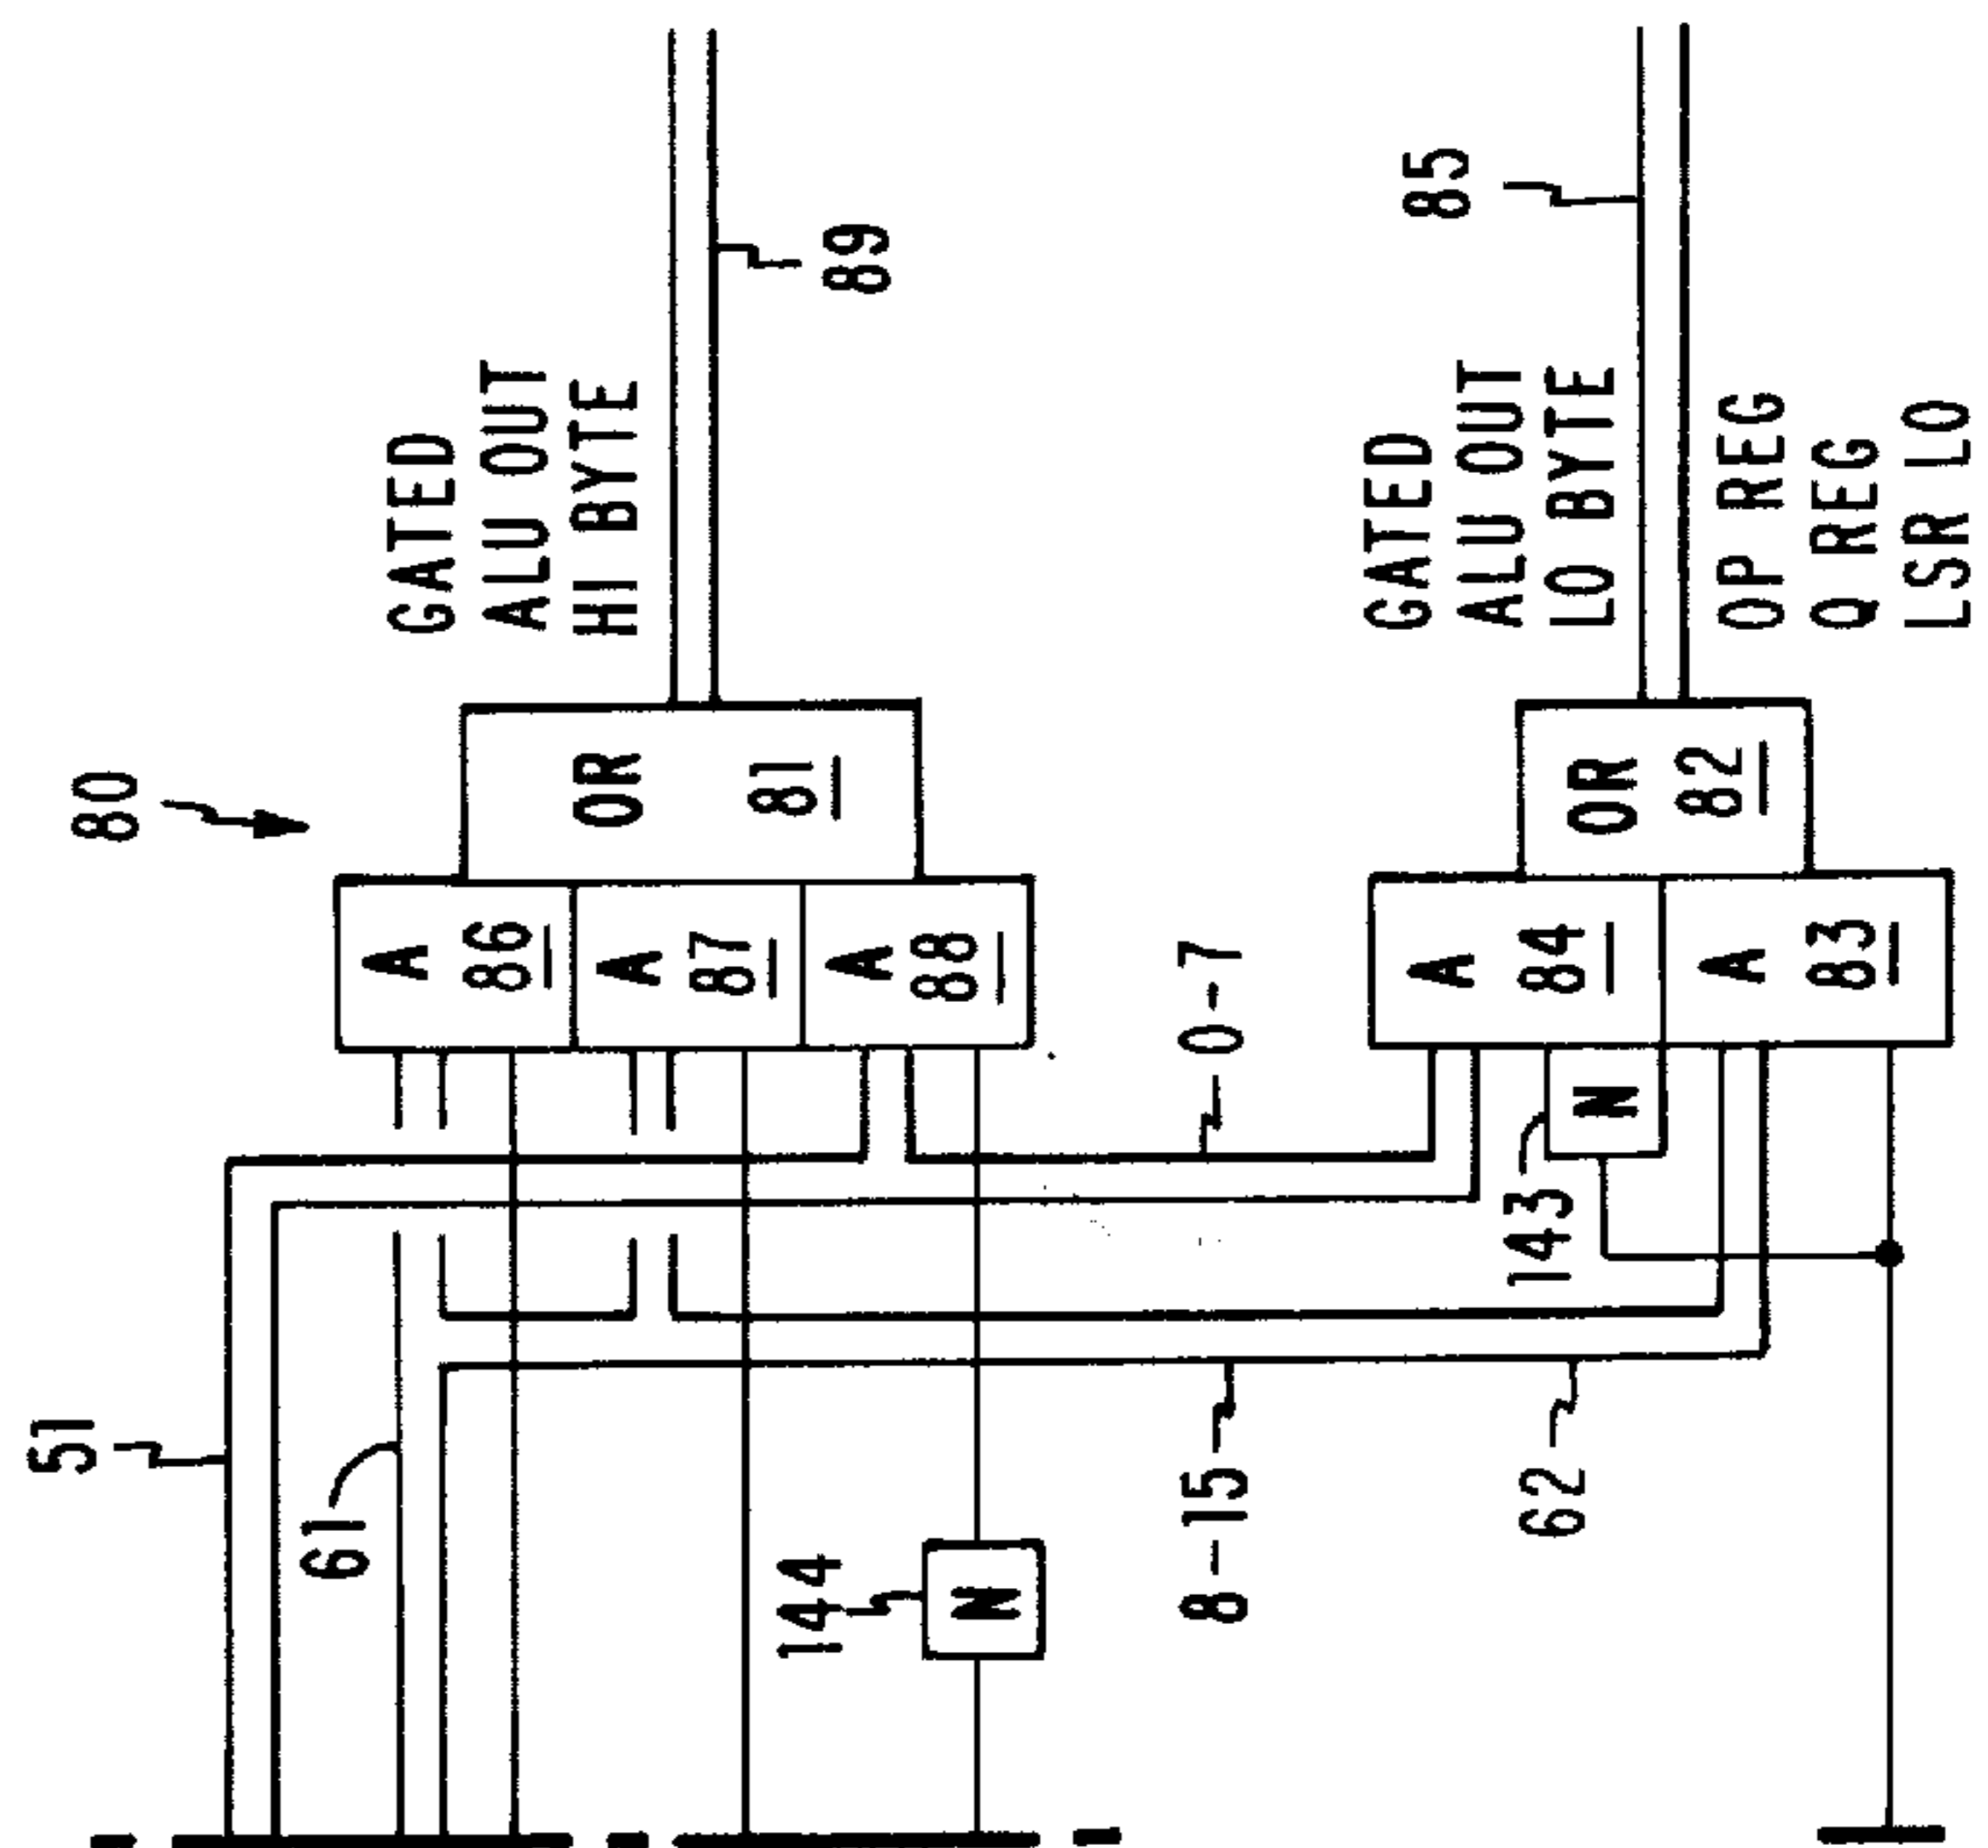 80
GATED
ALU OUT
HI BYTE
89
OR
81
A
86
A
87
A
88
51
61
144
N
0-7
8-15
62
143
N
A
84
A
83
OR
82
85
GATED
ALU OUT
LO BYTE
OP REG
Q REG
LSR LO